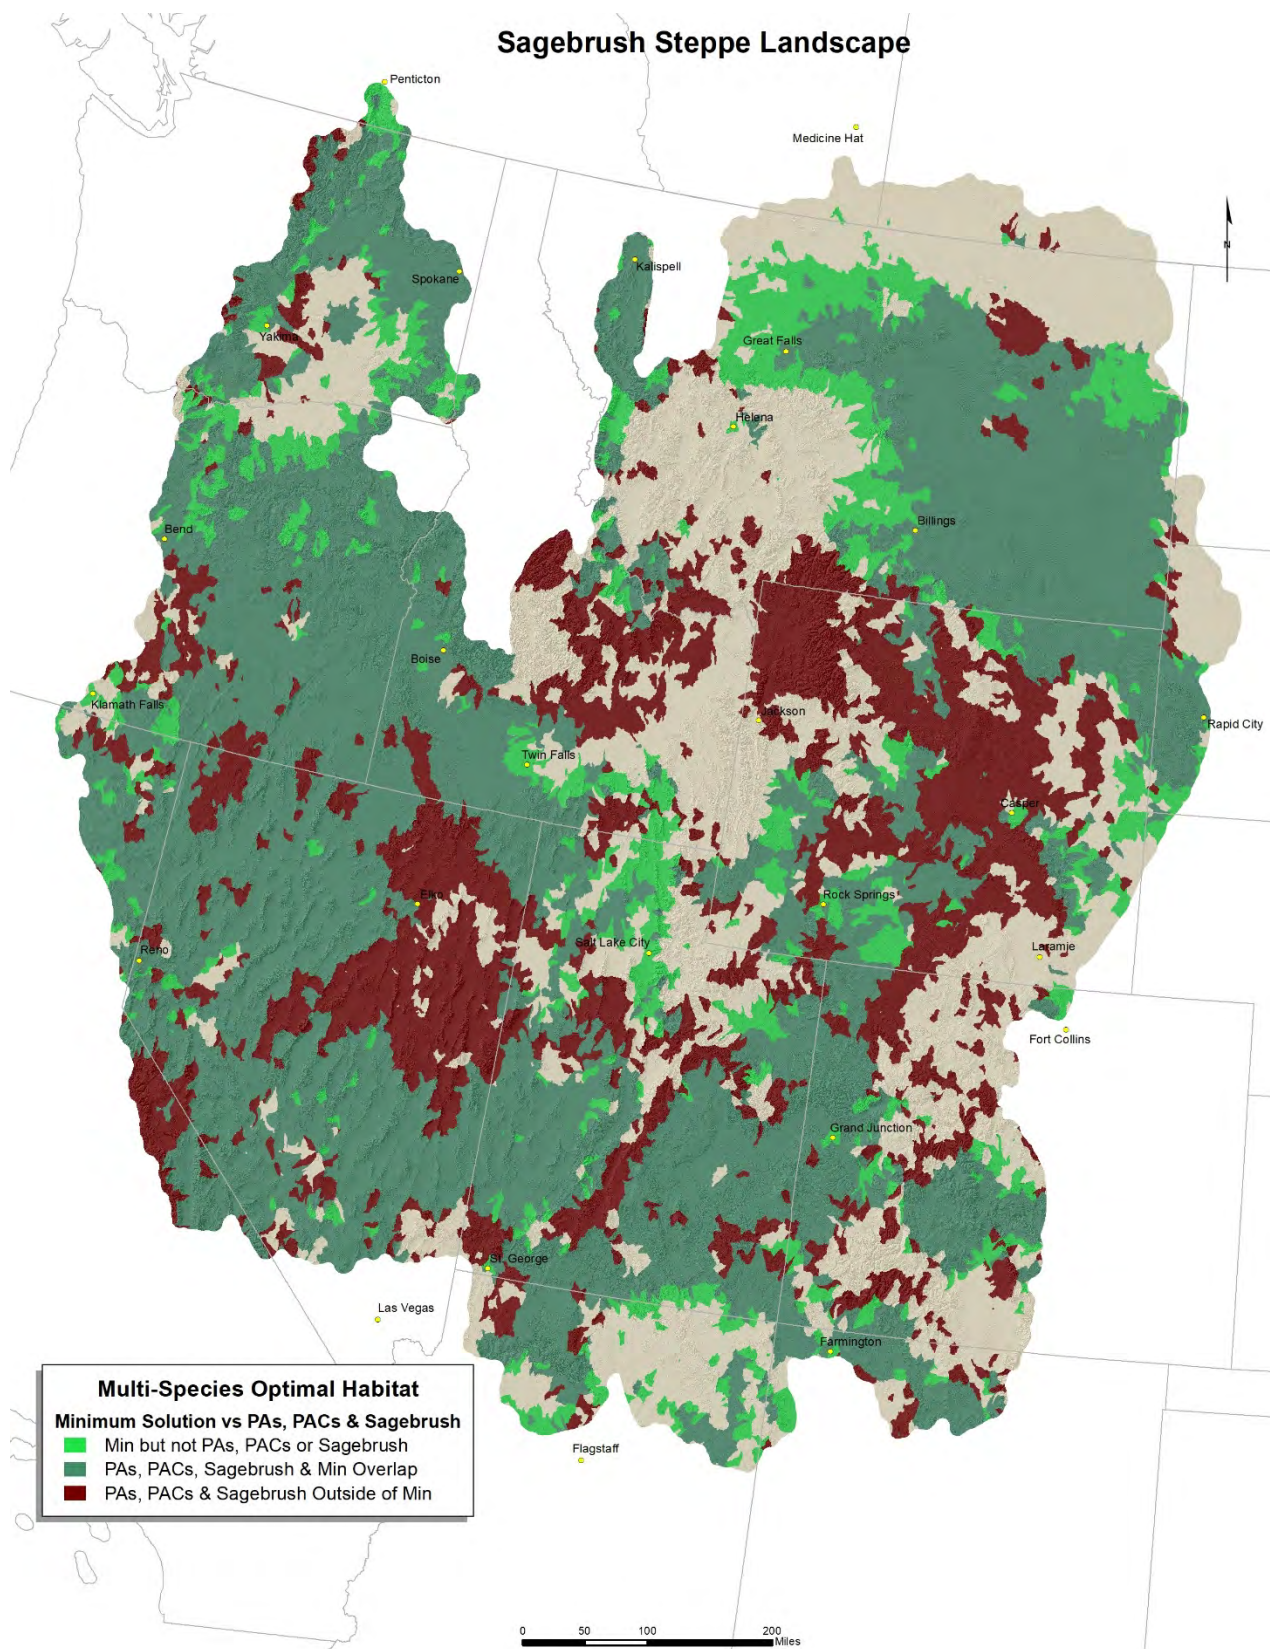 Sagebrush Steppe Landscape
Penticton
Medicine Hat
N
Kalispell
Spokane
Yakima
Great Falls
Helena
Billings
Bend
Boise
Klamath Falls
Jackson
Rapid City
Twin Falls
Casper
Elko
Rock Springs
Reno
Salt Lake City
Laramie
Fort Collins
Grand Junction
St. George
Las Vegas
Farmington
Multi-Species Optimal Habitat
Minimum Solution vs PAs, PACs & Sagebrush
Min but not PAs, PACs or Sagebrush
PAs, PACs, Sagebrush & Min Overlap
PAs, PACs & Sagebrush Outside of Min
Flagstaff
0 50 100 200
Miles